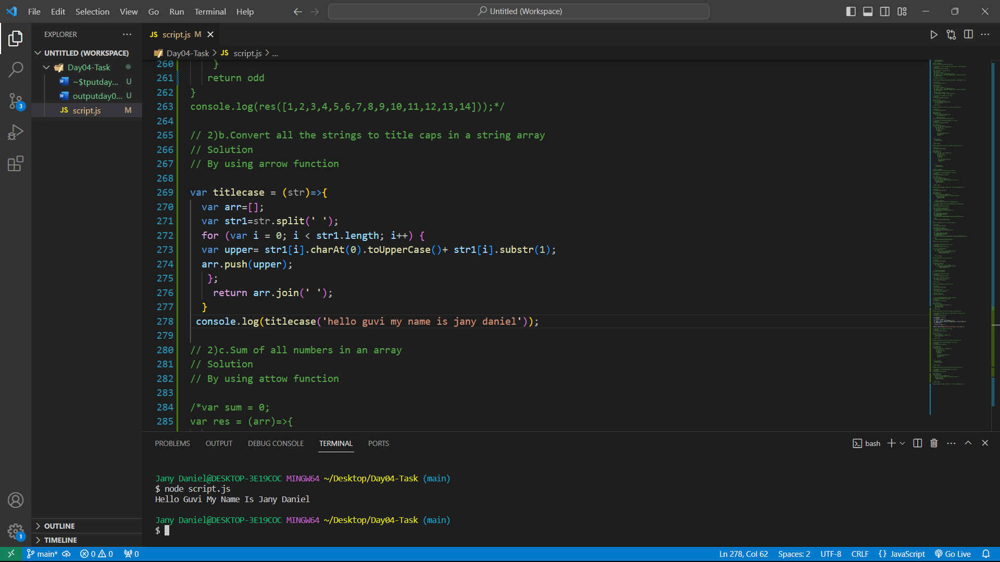 File Edit Selection View Go Run Terminal Help
Untitled (Workspace)
EXPLORER
UNTITLED (WORKSPACE)
Day04-Task
~$tputday... U
outputday0... U
JS script.js M
3
1
OUTLINE
TIMELINE
JS script.js M
Day04-Task > JS script.js > ...
260 }
261 return odd
262 }
263 console.log(res([1,2,3,4,5,6,7,8,9,10,11,12,13,14]));*/
264
265 // 2)b.Convert all the strings to title caps in a string array
266 // Solution
267 // By using arrow function
268
269 var titlecase = (str)=>{
270 var arr=[];
271 var str1=str.split(' ');
272 for (var i = 0; i < str1.length; i++) {
273 var upper= str1[i].charAt(0).toUpperCase()+ str1[i].substr(1);
274 arr.push(upper);
275 };
276 return arr.join(' ');
277 }
278 console.log(titlecase('hello guvi my name is jany daniel'));
279
280 // 2)c.Sum of all numbers in an array
281 // Solution
282 // By using attow function
283
284 /*var sum = 0;
285 var res = (arr)=>{
PROBLEMS OUTPUT DEBUG CONSOLE TERMINAL PORTS
bash
Jany Daniel@DESKTOP-3E19COC MINGW64 ~/Desktop/Day04-Task (main)
$ node script.js
Hello Guvi My Name Is Jany Daniel
Jany Daniel@DESKTOP-3E19COC MINGW64 ~/Desktop/Day04-Task (main)
$
main* 0 0 0
Ln 278, Col 62 Spaces: 2 UTF-8 CRLF {} JavaScript Go Live